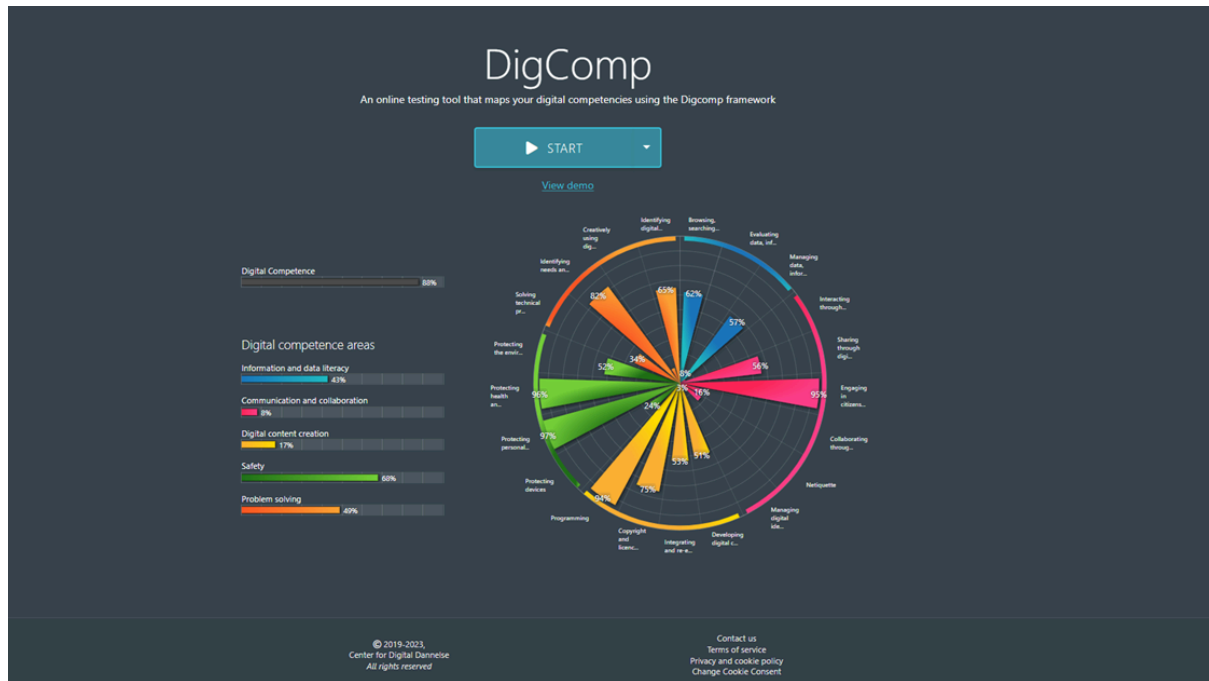 DigComp
An online testing tool that maps your digital competencies using the Digcomp framework
START
View demo
Digital Competence
88%
Digital competence areas
Information and data literacy
43%
Communication and collaboration
8%
Digital content creation
17%
Safety
68%
Problem solving
49%
Identifying
digital...
Browsing,
searching...
Evaluating
data, inf...
Managing
data,
infor...
Interacting
through...
Sharing
through
digi...
Engaging
in
citizens...
Collaborating
throug...
Netiquette
Managing
digital
ide...
Developing
digital c...
Integrating
and re-e...
Copyright
and
licenc...
Programming
Protecting
devices
Protecting
personal...
Protecting
health
an...
Protecting
the envir...
Solving
technical
pr...
Identifying
needs an...
Creatively
using
dig...
65%
62%
57%
8%
56%
95%
3%
16%
51%
53%
75%
94%
24%
97%
96%
52%
34%
82%
© 2019-2023,
Center for Digital Dannelse
All rights reserved
Contact us
Terms of service
Privacy and cookie policy
Change Cookie Consent